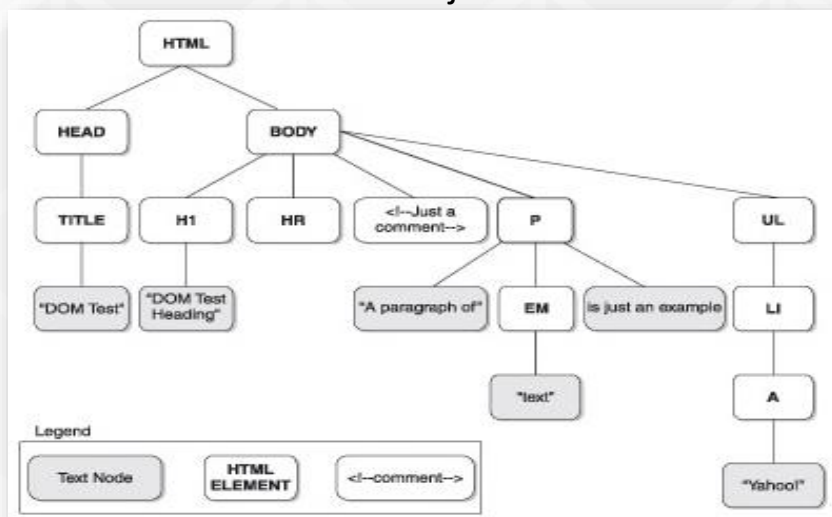 HTML
HEAD
BODY
TITLE
H1
HR
<!--Just a
comment-->
P
UL
"DOM Test"
"DOM Test
Heading"
"A paragraph of"
EM
is just an example
LI
"text"
A
"Yahoo!"
Legend
Text Node
HTML
ELEMENT
<!--comment-->